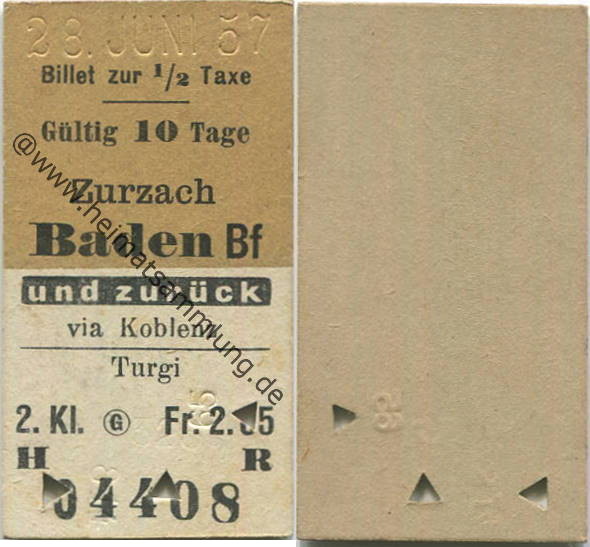 28. JUNI 57
Billet zur 1/2 Taxe
Gültig 10 Tage
Zurzach
Baden Bf
und zurück
via Koblenz
Turgi
2. Kl. G Fr. 2.05
H R
04408
@www.heimatsammlung.de